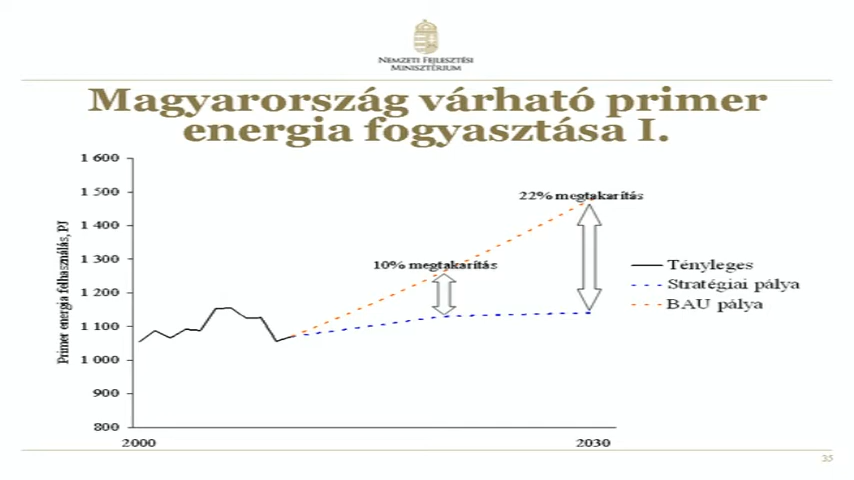 NEMZETI FEJLESZTÉSI
MINISZTÉRIUM
Magyarország várható primer
energia fogyasztása I.
Primer energia felhasználás, PJ
1 600
1 500
1 400
1 300
1 200
1 100
1 000
900
800
2000
2030
22% megtakarítás
10% megtakarítás
Tényleges
Stratégiai pálya
BAU pálya
35